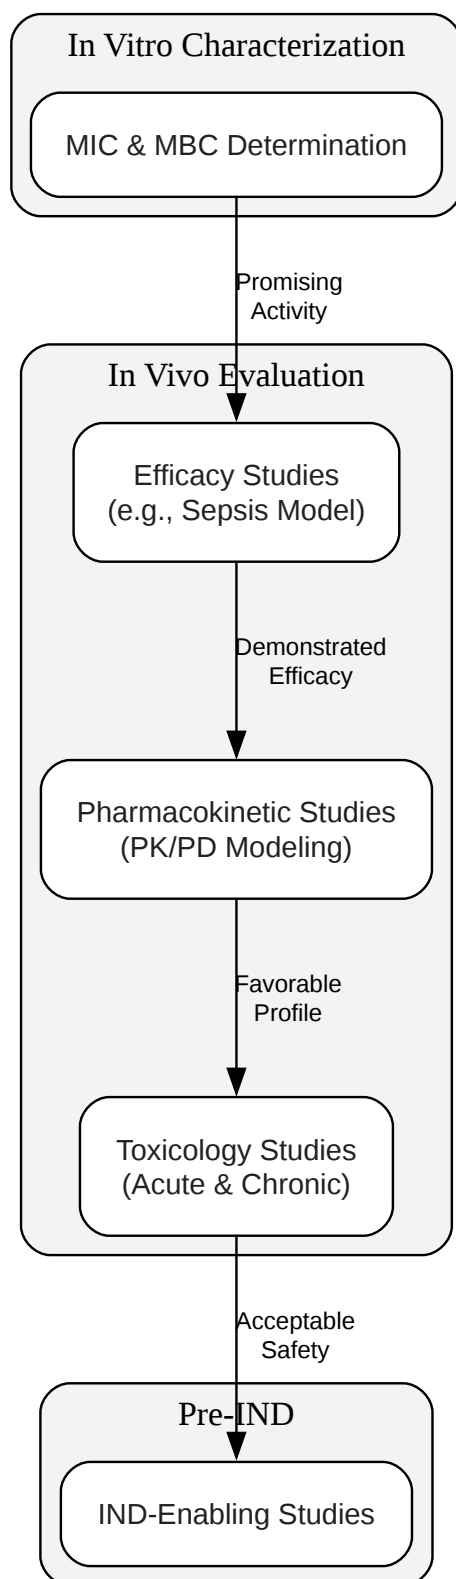 In Vitro Characterization
MIC & MBC Determination
Promising
Activity
In Vivo Evaluation
Efficacy Studies
(e.g., Sepsis Model)
Demonstrated
Efficacy
Pharmacokinetic Studies
(PK/PD Modeling)
Favorable
Profile
Toxicology Studies
(Acute & Chronic)
Acceptable
Safety
Pre-IND
IND-Enabling Studies